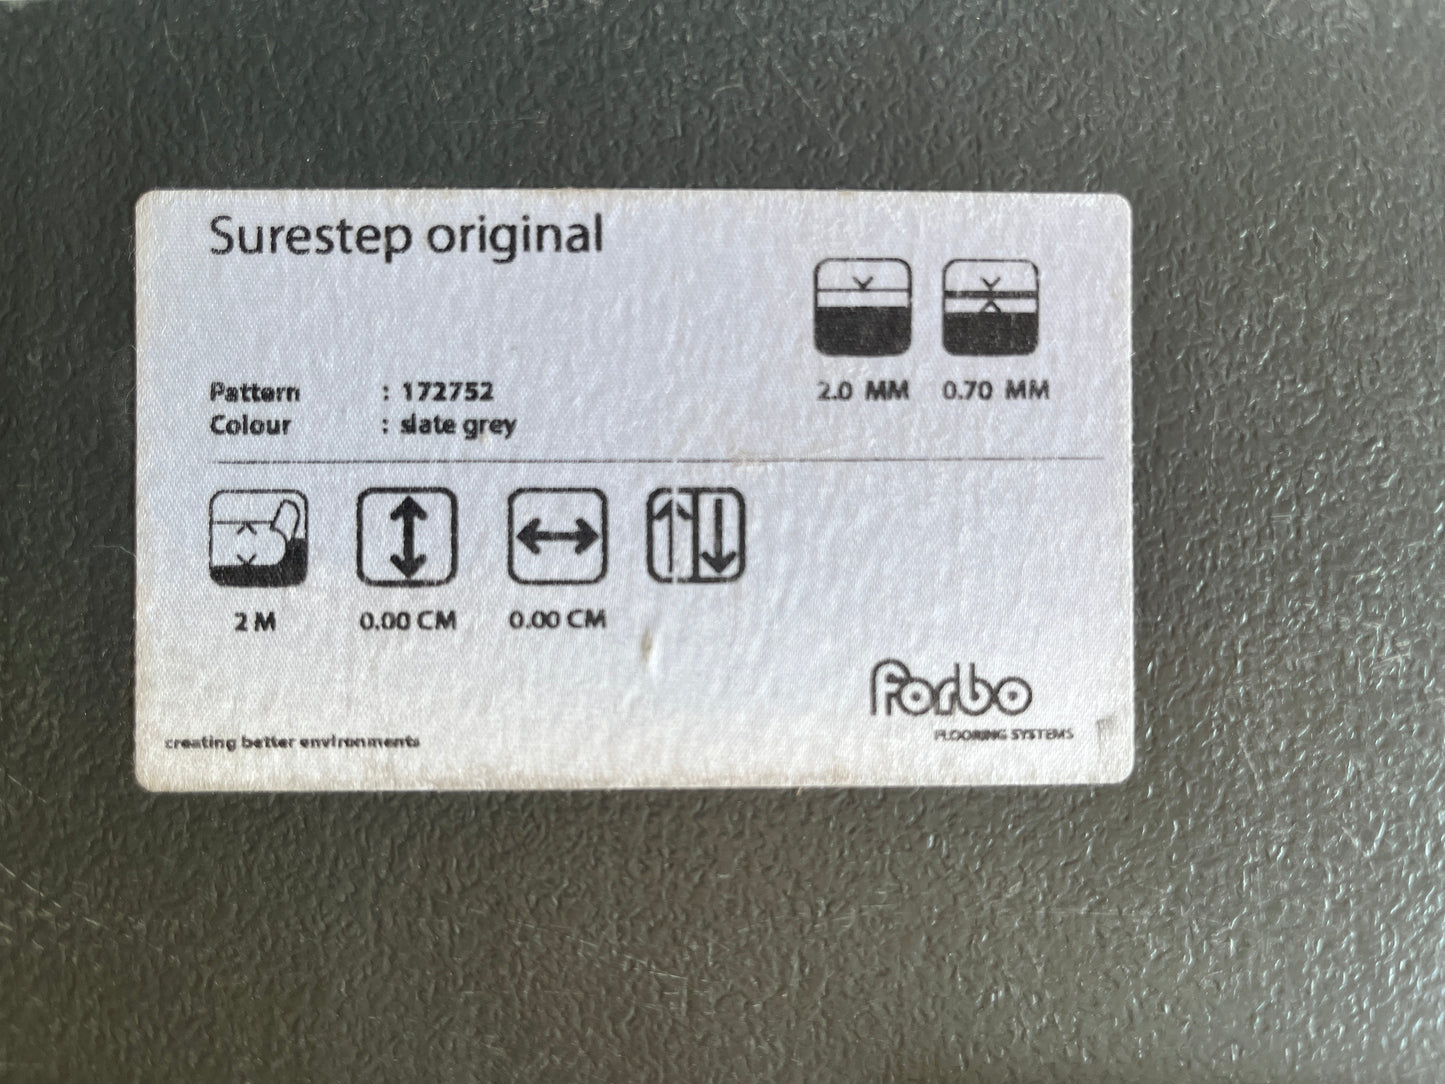 Surestep original
2.0 MM 0.70 MM
Pattern : 172752
Colour : slate grey
2 M 0.00 CM 0.00 CM
Forbo
FLOORING SYSTEMS
creating better environments